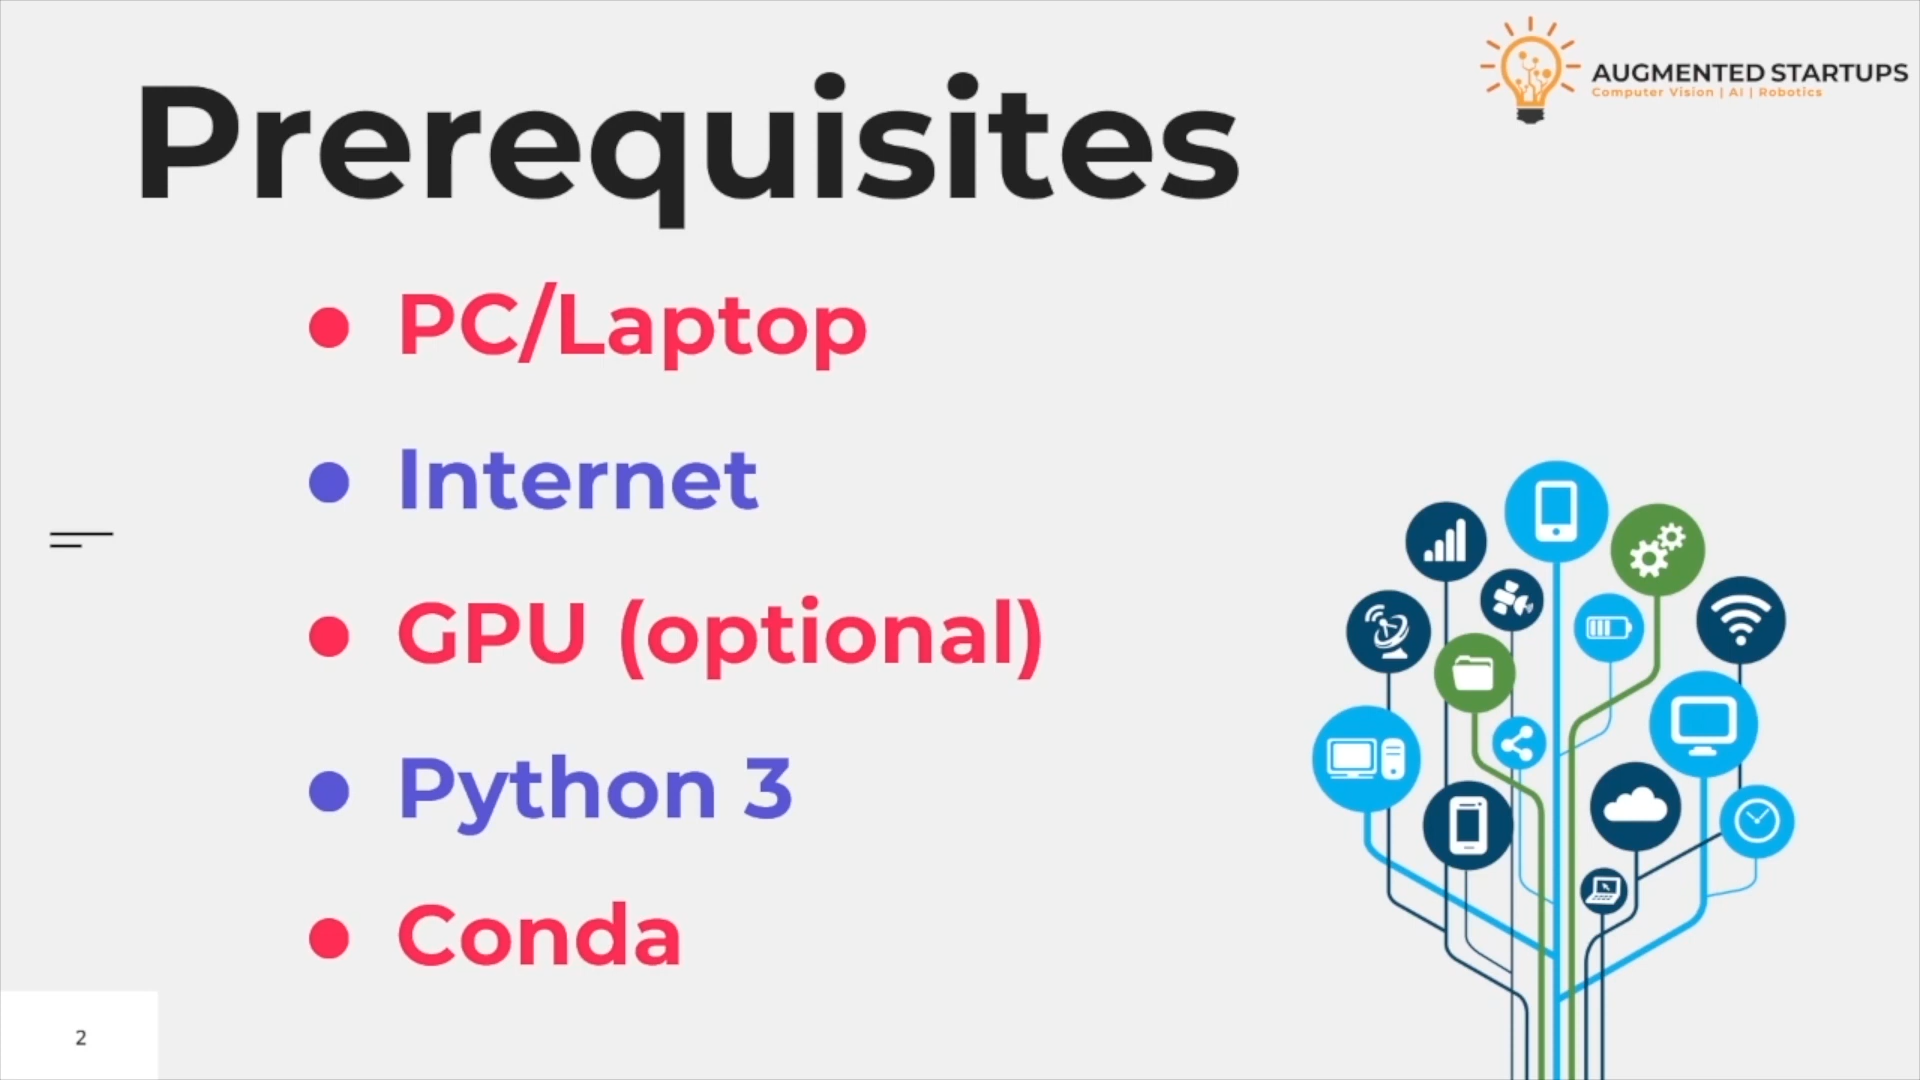 AUGMENTED STARTUPS
Computer Vision | AI | Robotics
Prerequisites
PC/Laptop
Internet
GPU (optional)
Python 3
Conda
2